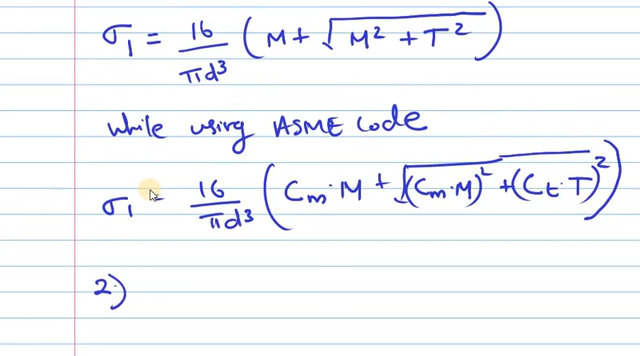 σ₁ = 16/πd³ (M + √(M² + T²))
while using ASME Code
σ₁ = 16/πd³ (Cₘ·M + √((Cₘ·M)² + (Cₜ·T)²))
2.)